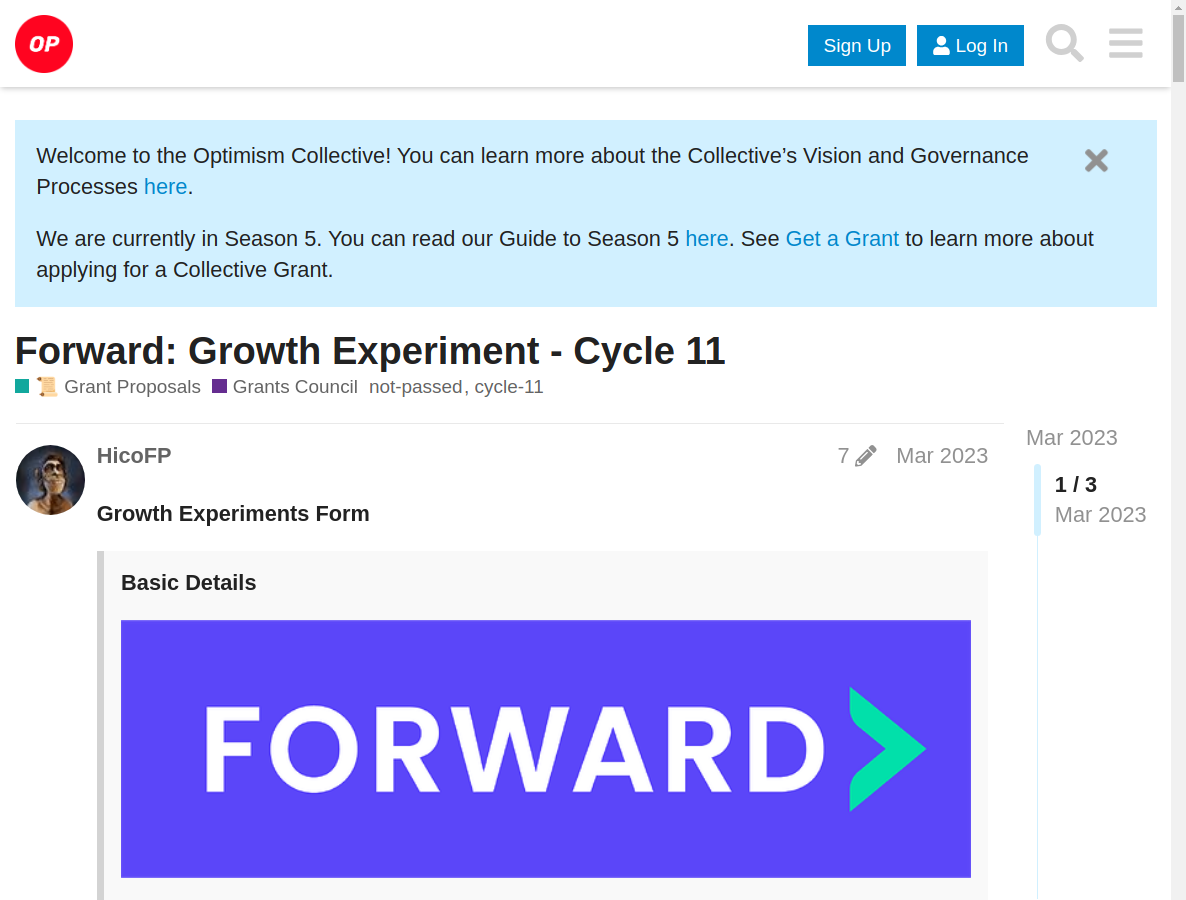 OP
Sign Up
Log In
Welcome to the Optimism Collective! You can learn more about the Collective’s Vision and Governance
Processes here.
We are currently in Season 5. You can read our Guide to Season 5 here. See Get a Grant to learn more about
applying for a Collective Grant.
Forward: Growth Experiment - Cycle 11
Grant Proposals Grants Council not-passed, cycle-11
HicoFP 7 Mar 2023
Mar 2023
1 / 3
Mar 2023
Growth Experiments Form
Basic Details
FORWARD